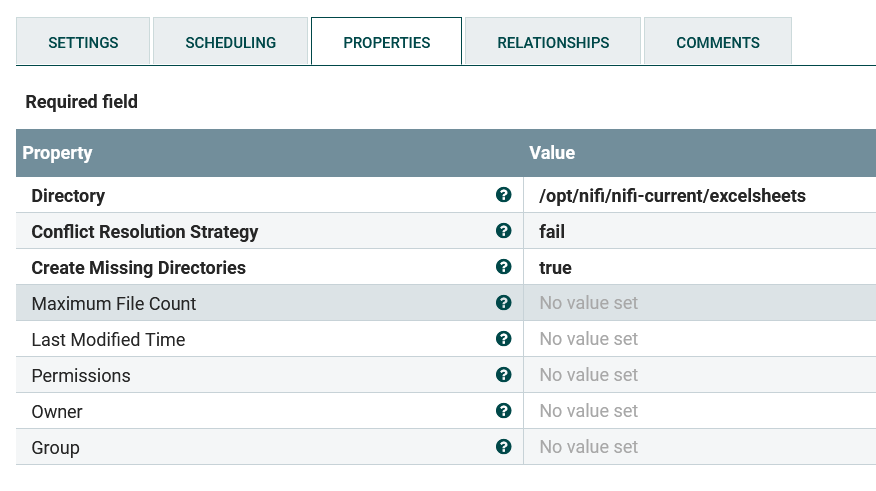 SETTINGS SCHEDULING PROPERTIES RELATIONSHIPS COMMENTS
Required field
Property Value
Directory ? /opt/nifi/nifi-current/excelsheets
Conflict Resolution Strategy ? fail
Create Missing Directories ? true
Maximum File Count ? No value set
Last Modified Time ? No value set
Permissions ? No value set
Owner ? No value set
Group ? No value set